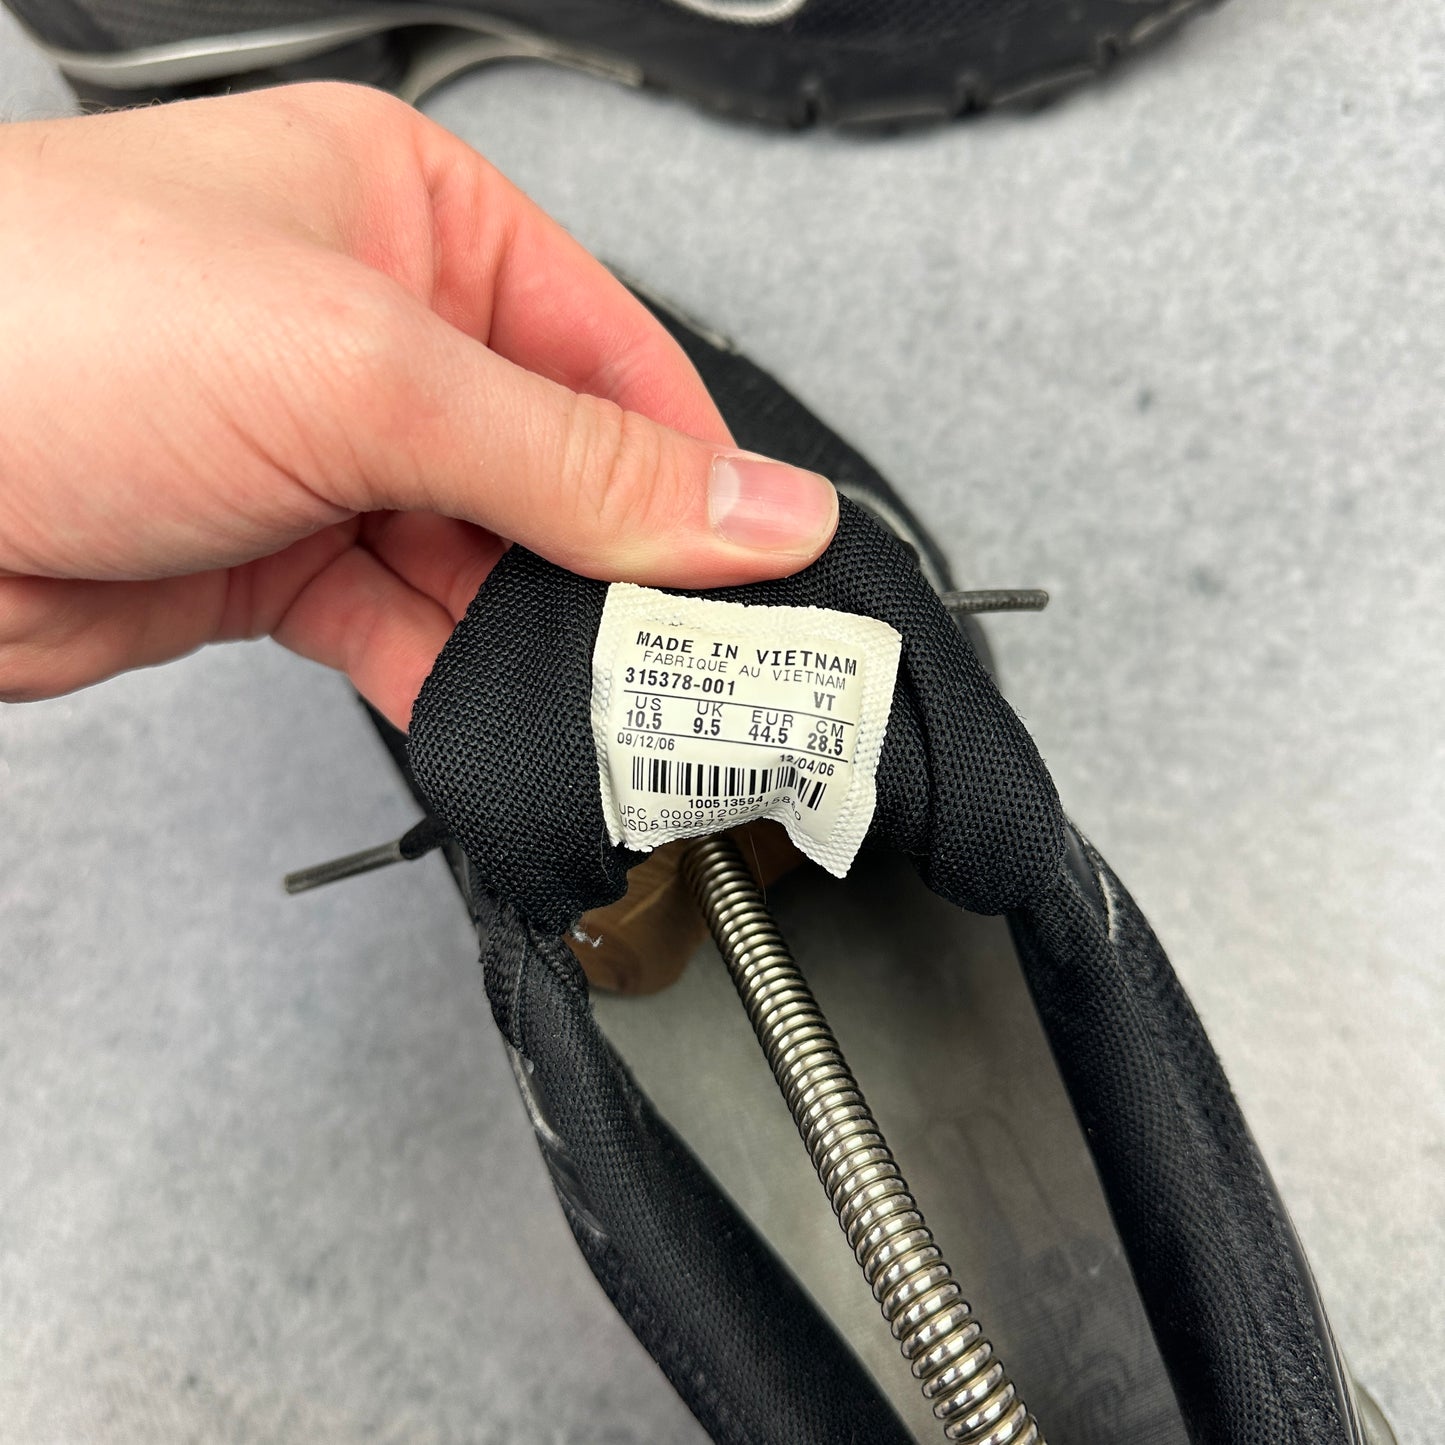 MADE IN VIETNAM
FABRIQUE AU VIETNAM
315378-001 VT
US UK EUR CM
10.5 9.5 44.5 28.5
09/12/06 12/04/06
100513594
UPC